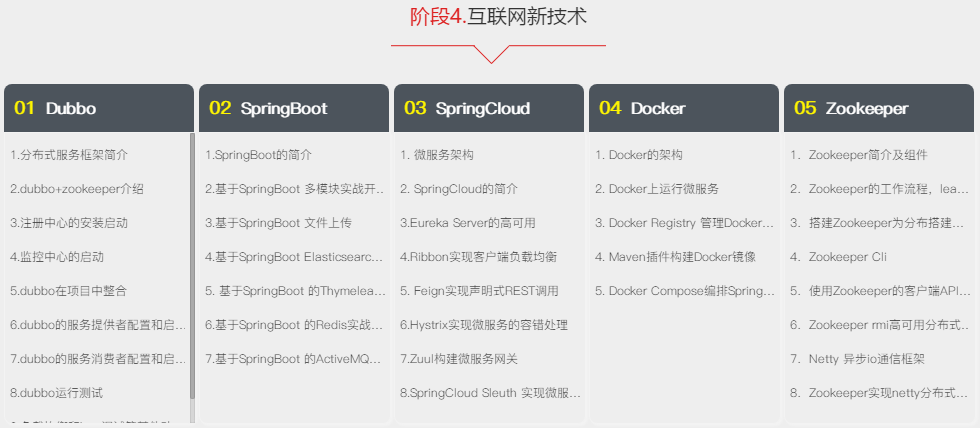 阶段4.互联网新技术
01 Dubbo
1.分布式服务框架简介
2.dubbo+zookeeper介绍
3.注册中心的安装启动
4.监控中心的启动
5.dubbo在项目中整合
6.dubbo的服务提供者配置和启...
7.dubbo的服务消费者配置和启...
8.dubbo运行测试
02 SpringBoot
1.SpringBoot的简介
2.基于SpringBoot 多模块实战开...
3.基于SpringBoot 文件上传
4.基于SpringBoot Elasticsearc...
5. 基于SpringBoot 的Thymelea...
6.基于SpringBoot 的Redis实战...
7.基于SpringBoot 的ActiveMQ...
03 SpringCloud
1. 微服务架构
2. SpringCloud的简介
3.Eureka Server的高可用
4.Ribbon实现客户端负载均衡
5. Feign实现声明式REST调用
6.Hystrix实现微服务的容错处理
7.Zuul构建微服务网关
8.SpringCloud Sleuth 实现微服...
04 Docker
1. Docker的架构
2. Docker上运行微服务
3. Docker Registry 管理Docker...
4. Maven插件构建Docker镜像
5. Docker Compose编排Spring...
05 Zookeeper
1. Zookeeper简介及组件
2. Zookeeper的工作流程，lea...
3. 搭建Zookeeper为分布搭建...
4. Zookeeper Cli
5. 使用Zookeeper的客户端API...
6. Zookeeper rmi高可用分布式...
7. Netty 异步io通信框架
8. Zookeeper实现netty分布式...